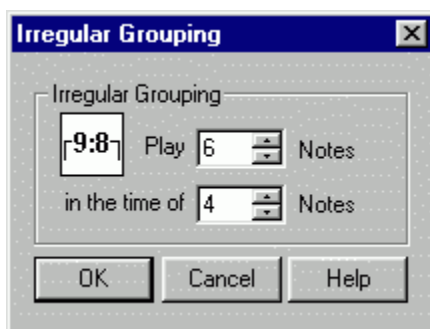 Irregular Grouping
Irregular Grouping
9:8 Play 6 Notes
in the time of 4 Notes
OK Cancel Help